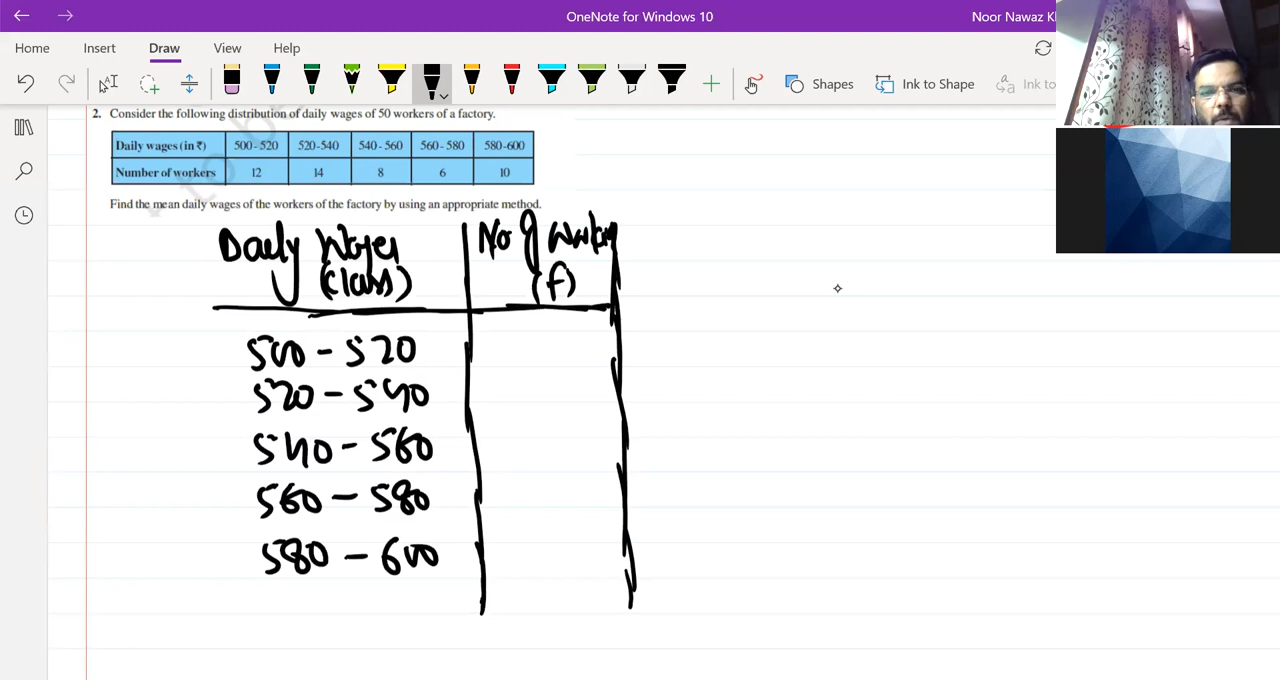 OneNote for Windows 10
Noor Nawaz K
Home Insert Draw View Help
Shapes Ink to Shape Ink to
2. Consider the following distribution of daily wages of 50 workers of a factory.
Daily wages (in ₹) 500-520 520-540 540-560 560-580 580-600
Number of workers 12 14 8 6 10
Find the mean daily wages of the workers of the factory by using an appropriate method.
Daily Wages No of workers
(class) (f)
500 - 520
520 - 540
540 - 560
560 - 580
580 - 600